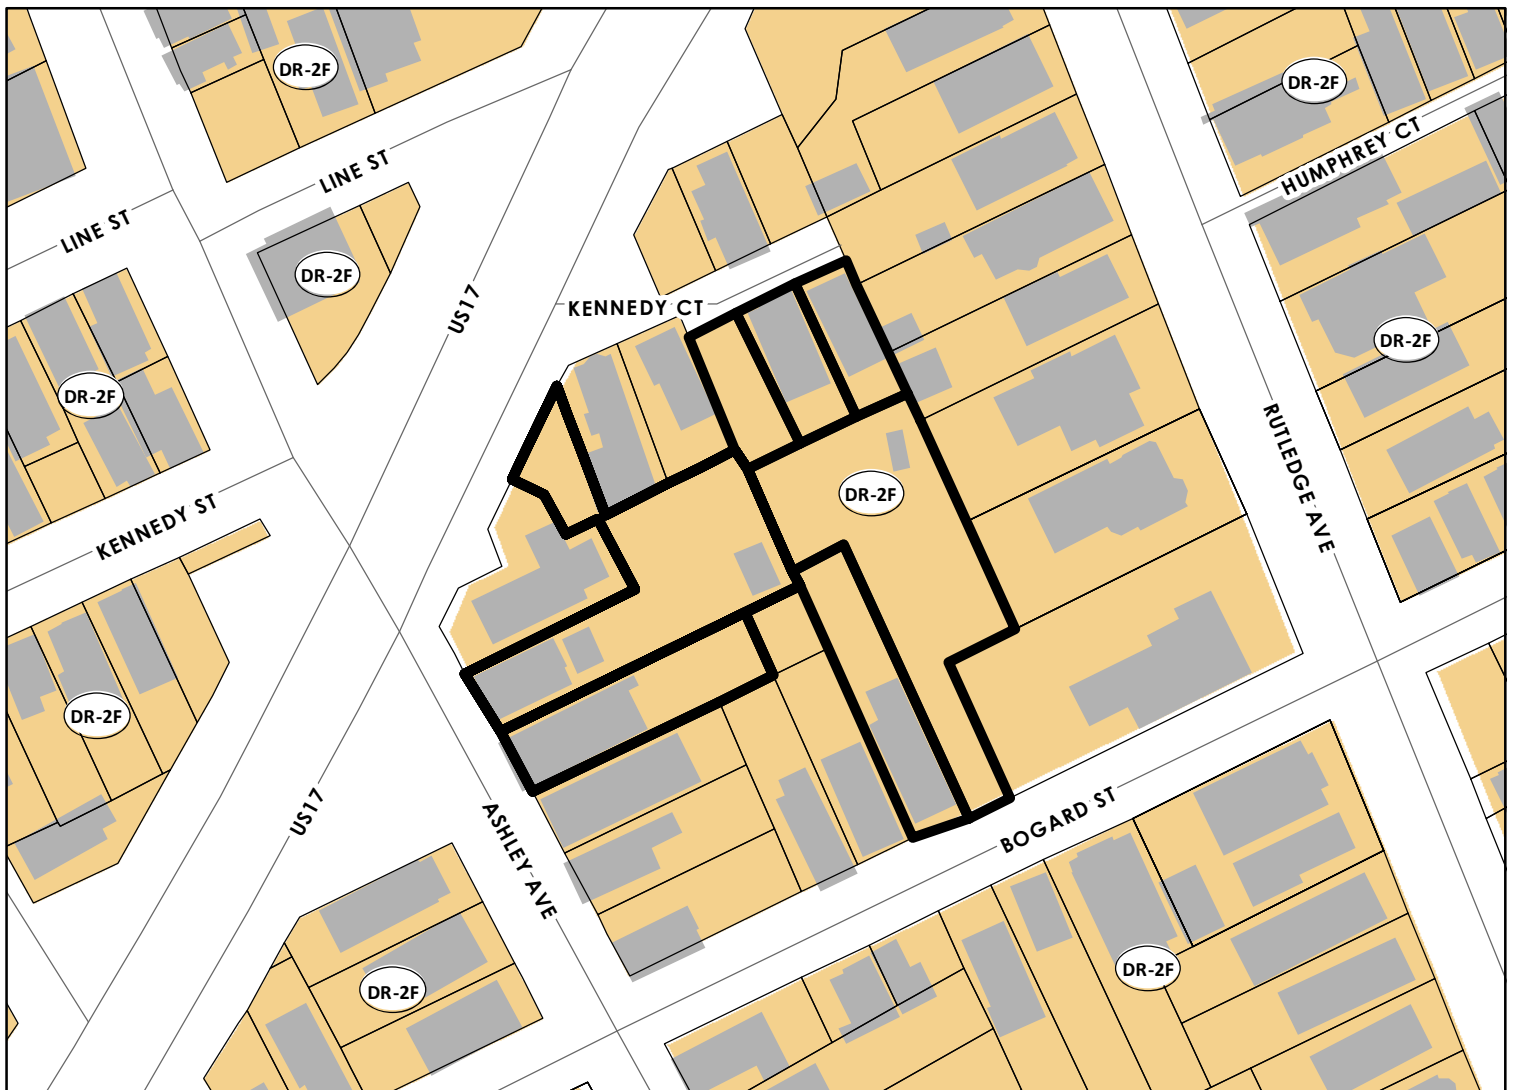 DR-2F
DR-2F
LINE ST
HUMPHREY CT
LINE ST
DR-2F
US17
KENNEDY CT
DR-2F
DR-2F
RUTLEDGE AVE
DR-2F
KENNEDY ST
DR-2F
US17
ASHLEY AVE
BOGARD ST
DR-2F
DR-2F